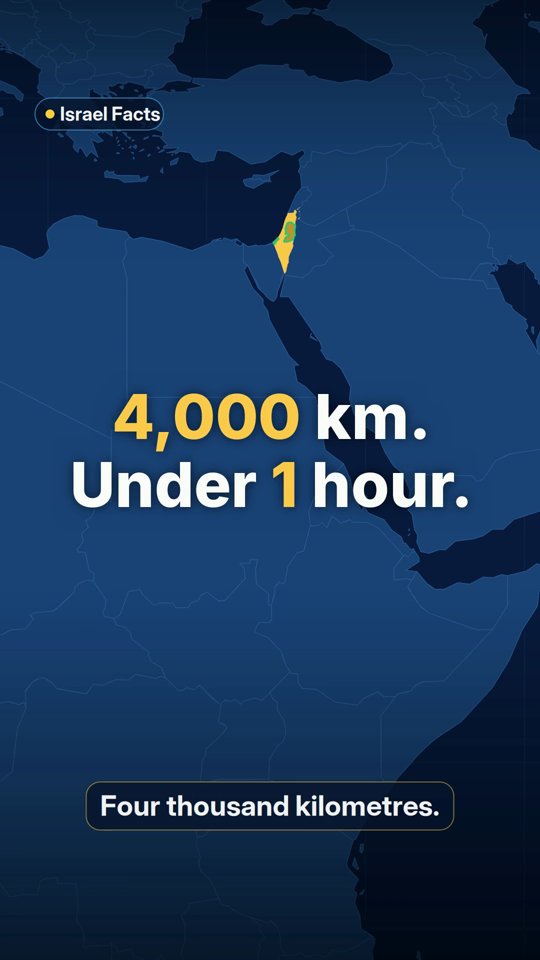 Israel Facts
4,000 km.
Under 1 hour.
Four thousand kilometres.